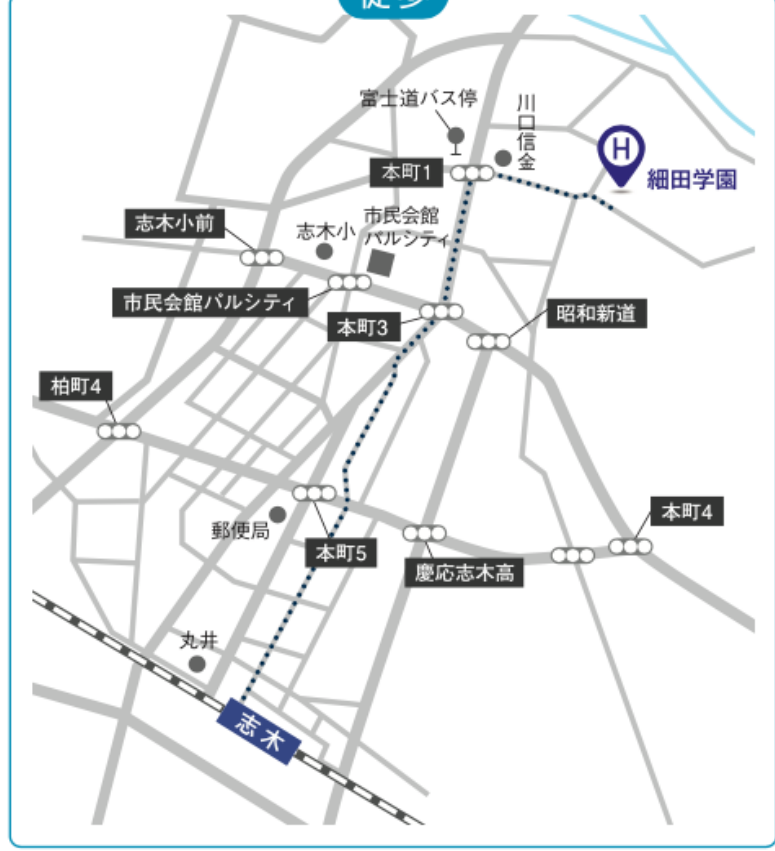 徒歩
富士道バス停
川口信金
H
本町1
細田学園
志木小前
志木小
市民会館
パルシティ
市民会館パルシティ
本町3
昭和新道
柏町4
本町4
郵便局
本町5
慶応志木高
丸井
志木